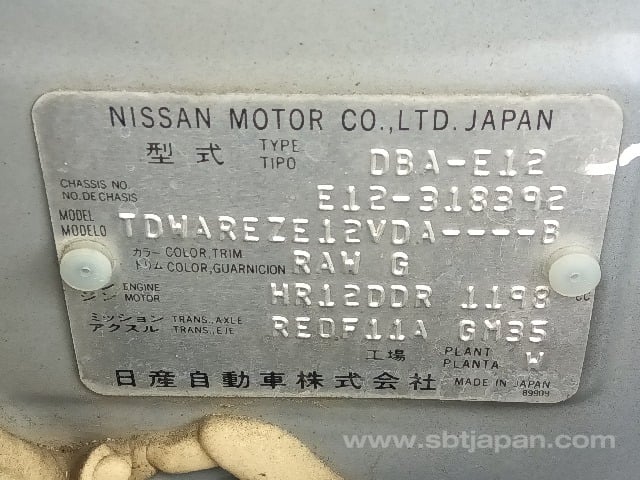 NISSAN MOTOR CO., LTD. JAPAN
型式 TYPE TIPO DBA-E12
CHASSIS NO. NO. DE CHASIS E12-318392
MODEL MODELO TDWAREZE12VDA----B
カラー COLOR, TRIM
トリム COLOR, GUARNICION RAW G
ン ENGINE
ジン MOTOR HR12DDR 1198 CC
ミッション TRANS., AXLE
アクスル TRANS., EJE RE0F11A GM35
工場 PLANT PLANTA W
日産自動車株式会社 MADE IN JAPAN
89909
www.sbtjapan.com